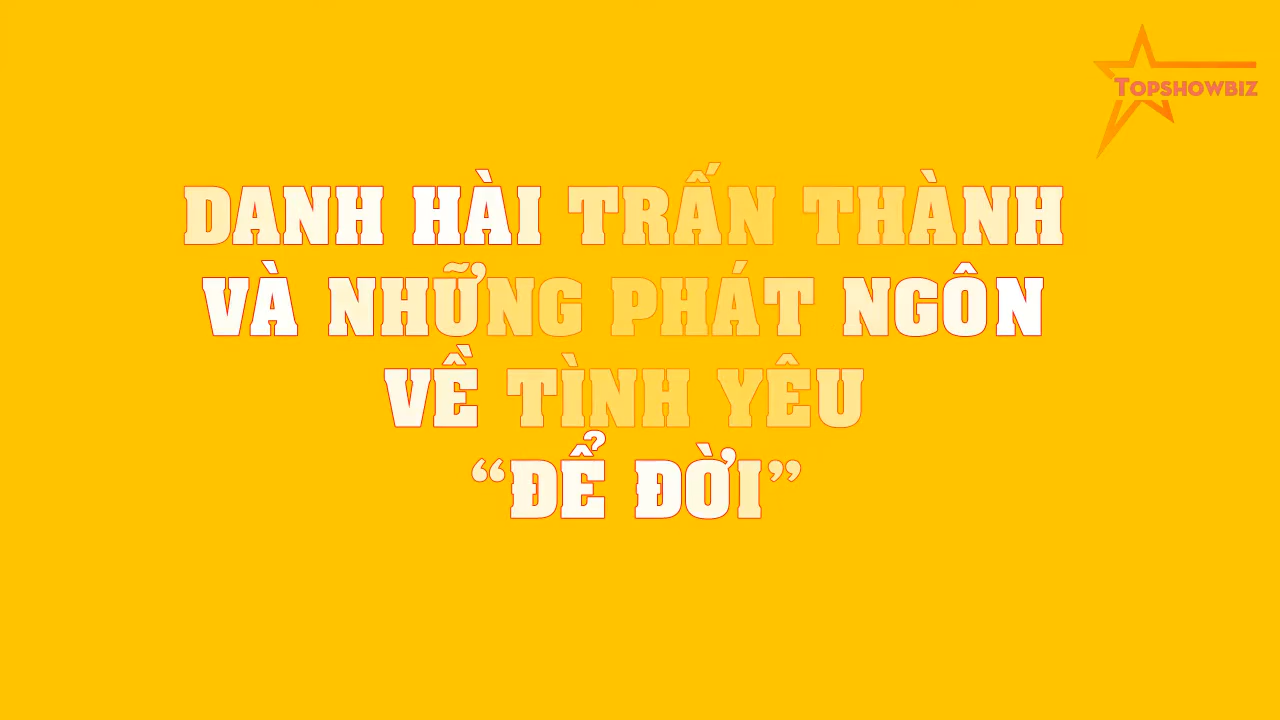 TOPSHOWBIZ
DANH HÀI TRẤN THÀNH
VÀ NHỮNG PHÁT NGÔN
VỀ TÌNH YÊU
“ĐỂ ĐỜI”